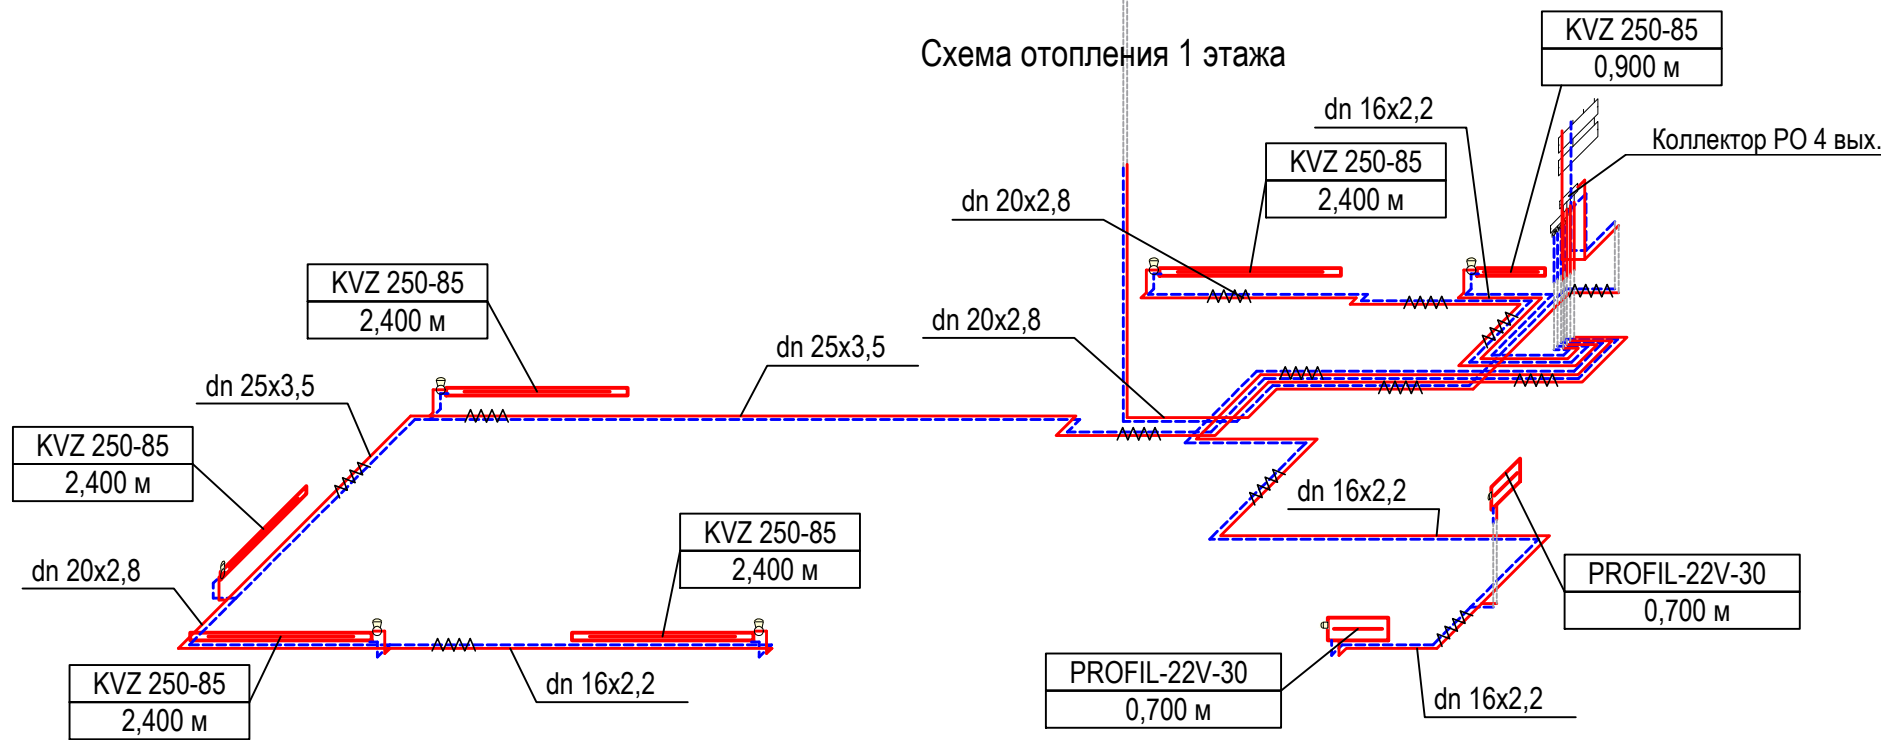 Схема отопления 1 этажа
KVZ 250-85
0,900 м
dn 16x2,2
Коллектор РО 4 вых.
KVZ 250-85
2,400 м
dn 20x2,8
KVZ 250-85
2,400 м
dn 20x2,8
dn 25x3,5
dn 25x3,5
KVZ 250-85
2,400 м
dn 16x2,2
KVZ 250-85
2,400 м
dn 20x2,8
PROFIL-22V-30
0,700 м
KVZ 250-85
2,400 м
dn 16x2,2
PROFIL-22V-30
0,700 м
dn 16x2,2